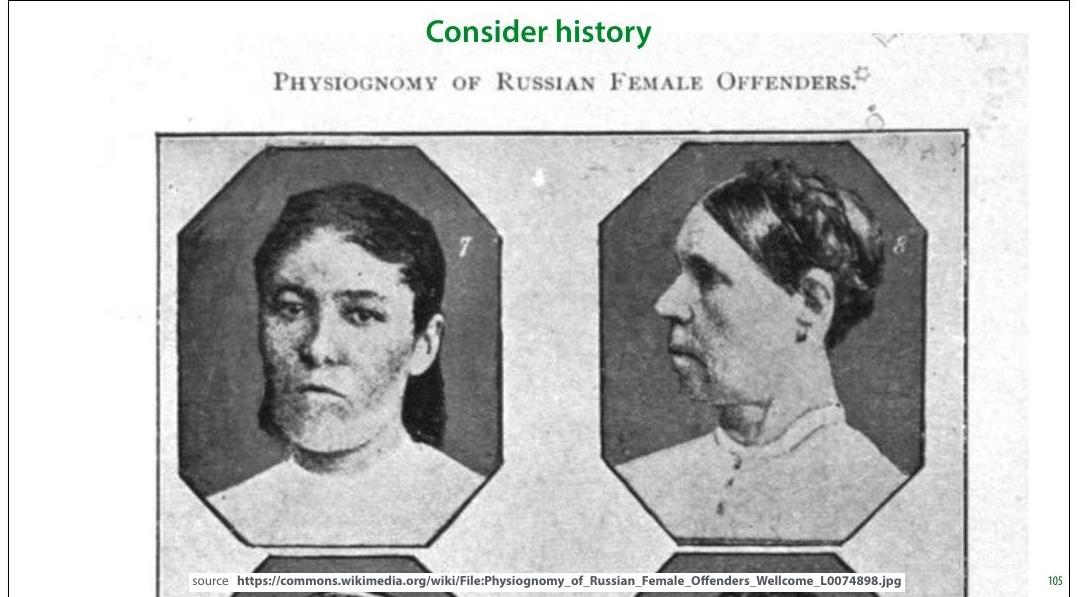 Consider history
PHYSIOGNOMY OF RUSSIAN FEMALE OFFENDERS.
7
8
source https://commons.wikimedia.org/wiki/File:Physiognomy_of_Russian_Female_Offenders_Wellcome_L0074898.jpg
105